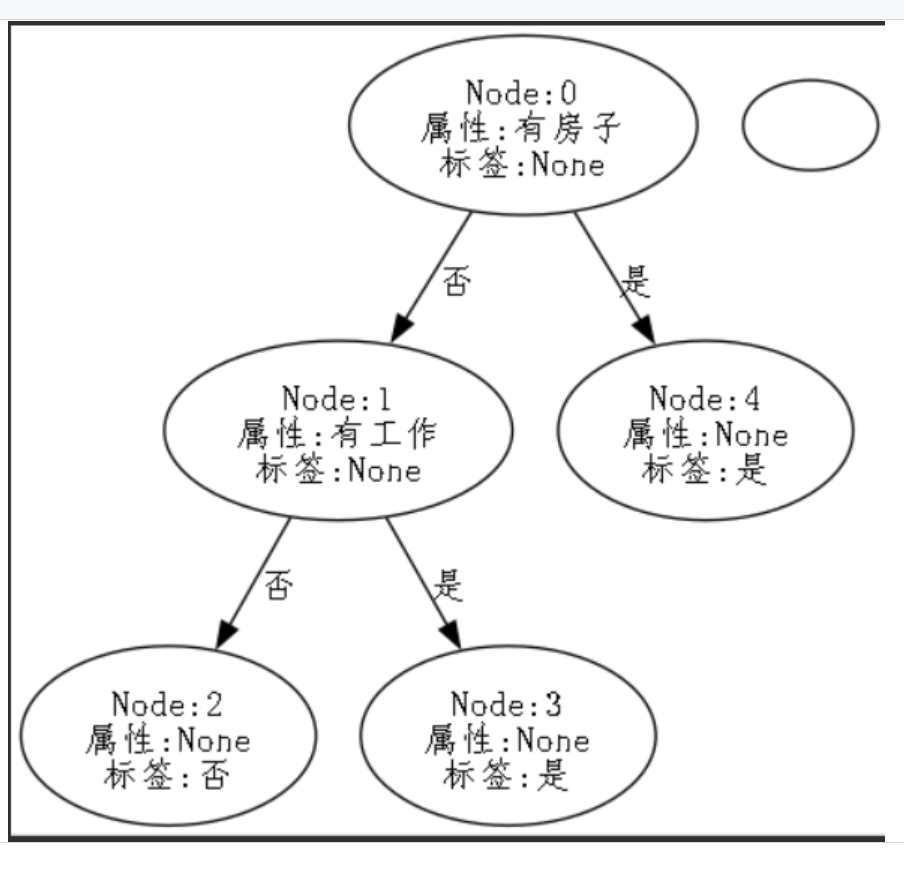 Node:0
属性:有房子
标签:None
否
是
Node:1
属性:有工作
标签:None
Node:4
属性:None
标签:是
否
是
Node:2
属性:None
标签:否
Node:3
属性:None
标签:是